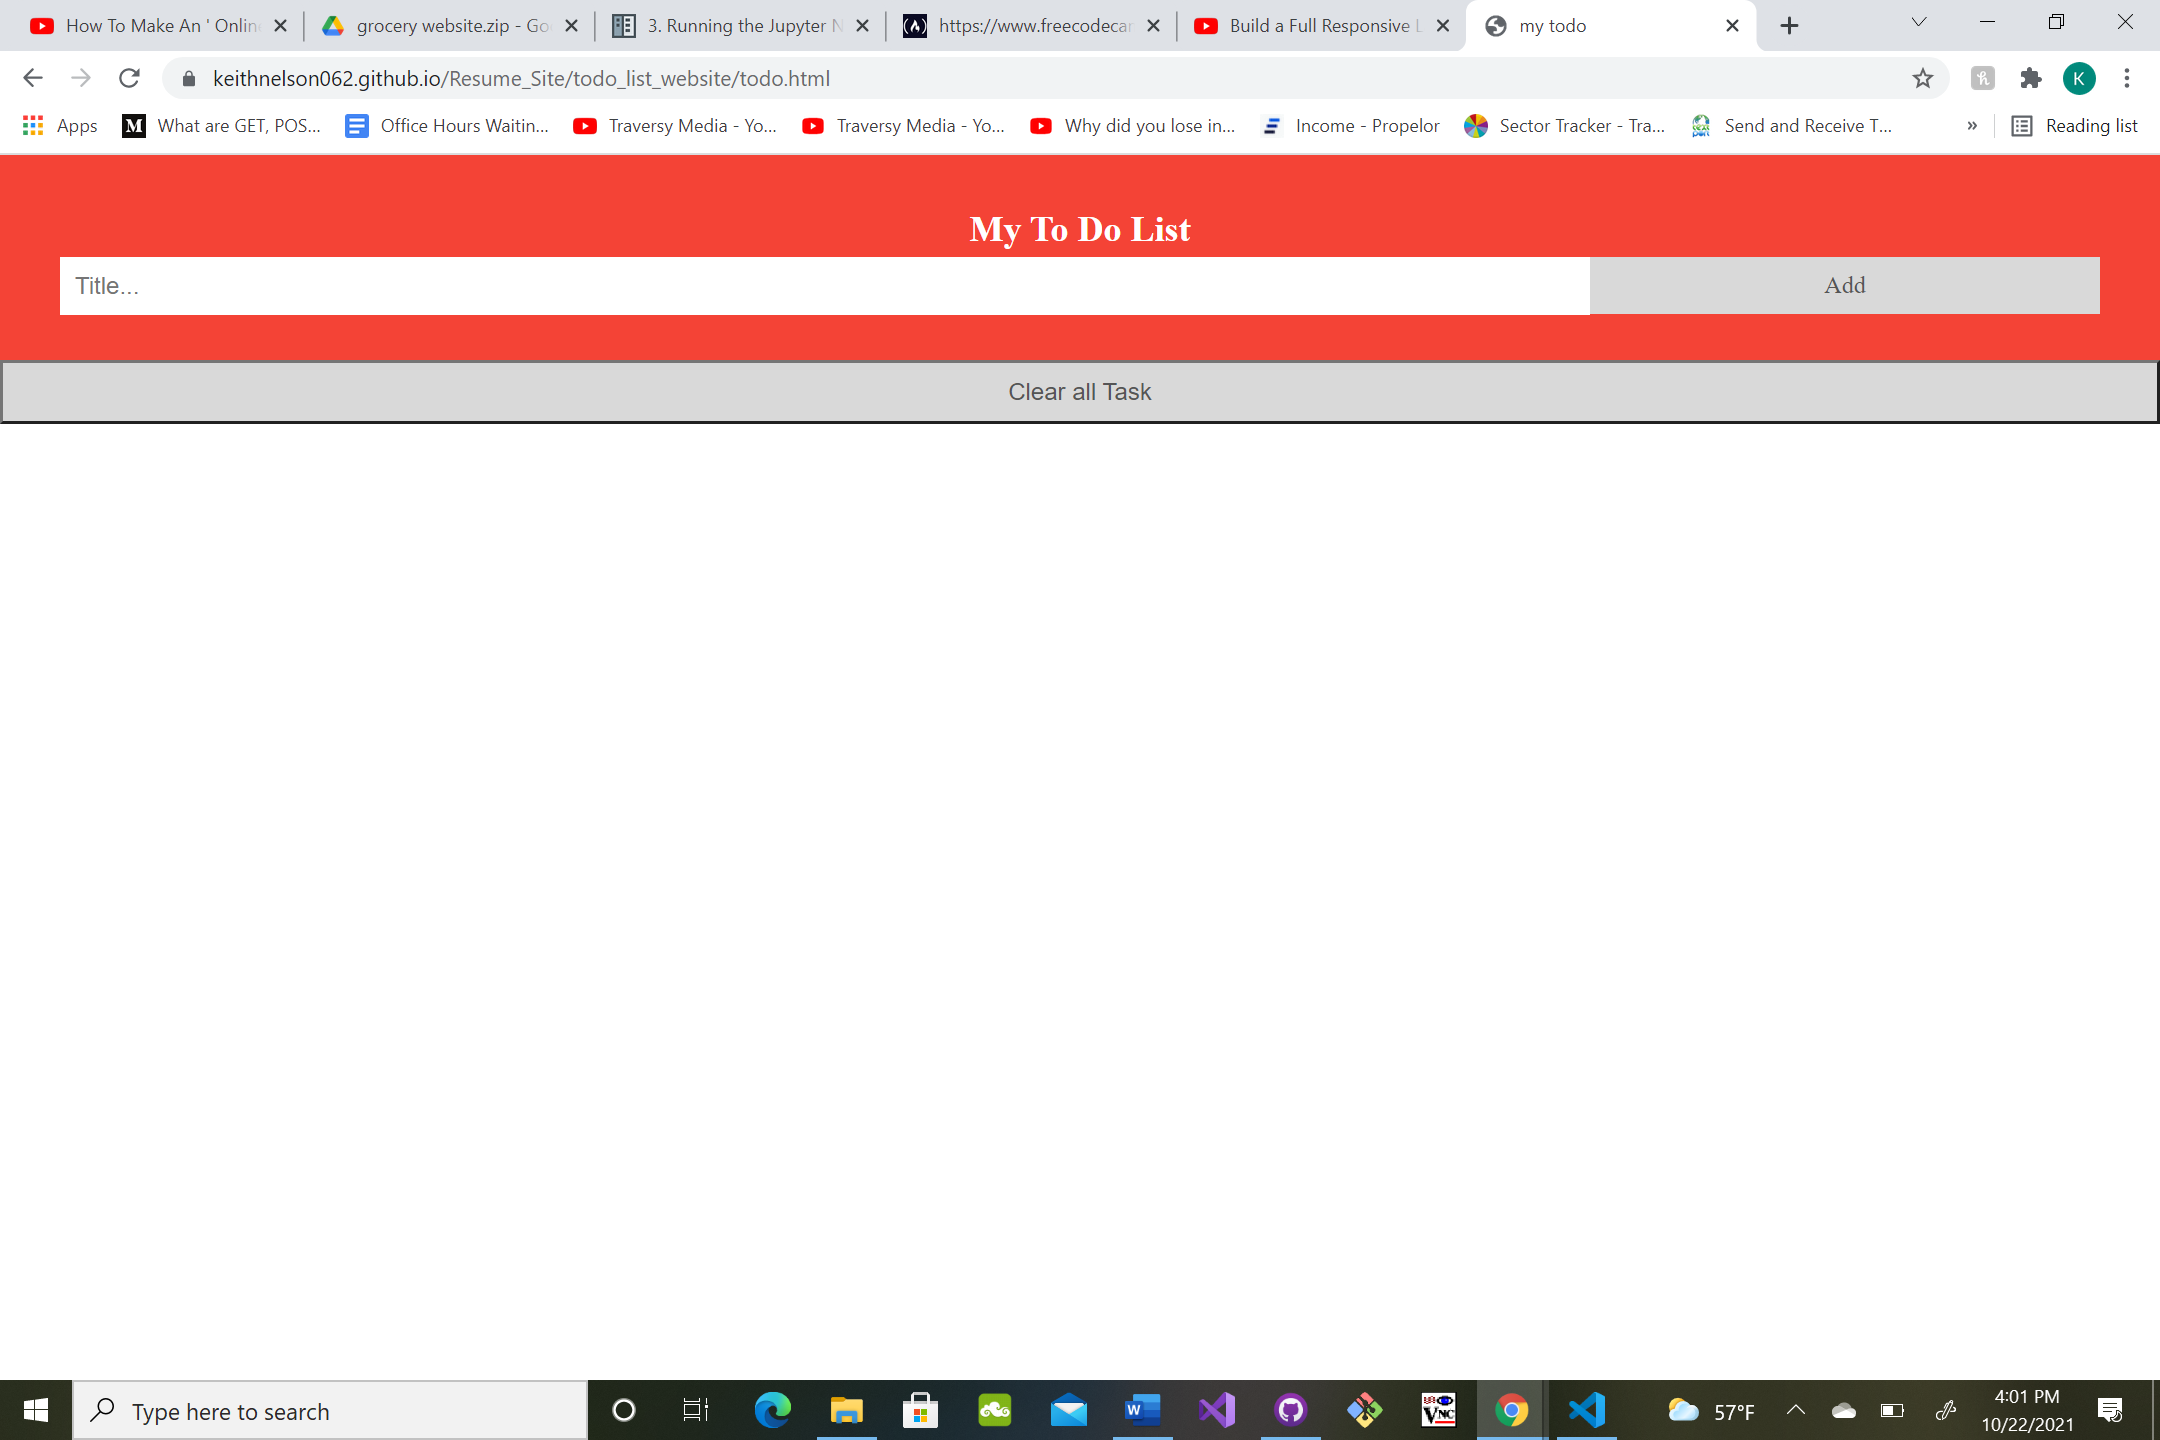 How To Make An ' Onlin
grocery website.zip - Go
3. Running the Jupyter N
https://www.freecodecar
Build a Full Responsive L
my todo
keithnelson062.github.io/Resume_Site/todo_list_website/todo.html
K
Apps
What are GET, POS...
Office Hours Waitin...
Traversy Media - Yo...
Traversy Media - Yo...
Why did you lose in...
Income - Propelor
Sector Tracker - Tra...
Send and Receive T...
»
Reading list
My To Do List
Title...
Add
Clear all Task
Type here to search
57°F
4:01 PM
10/22/2021